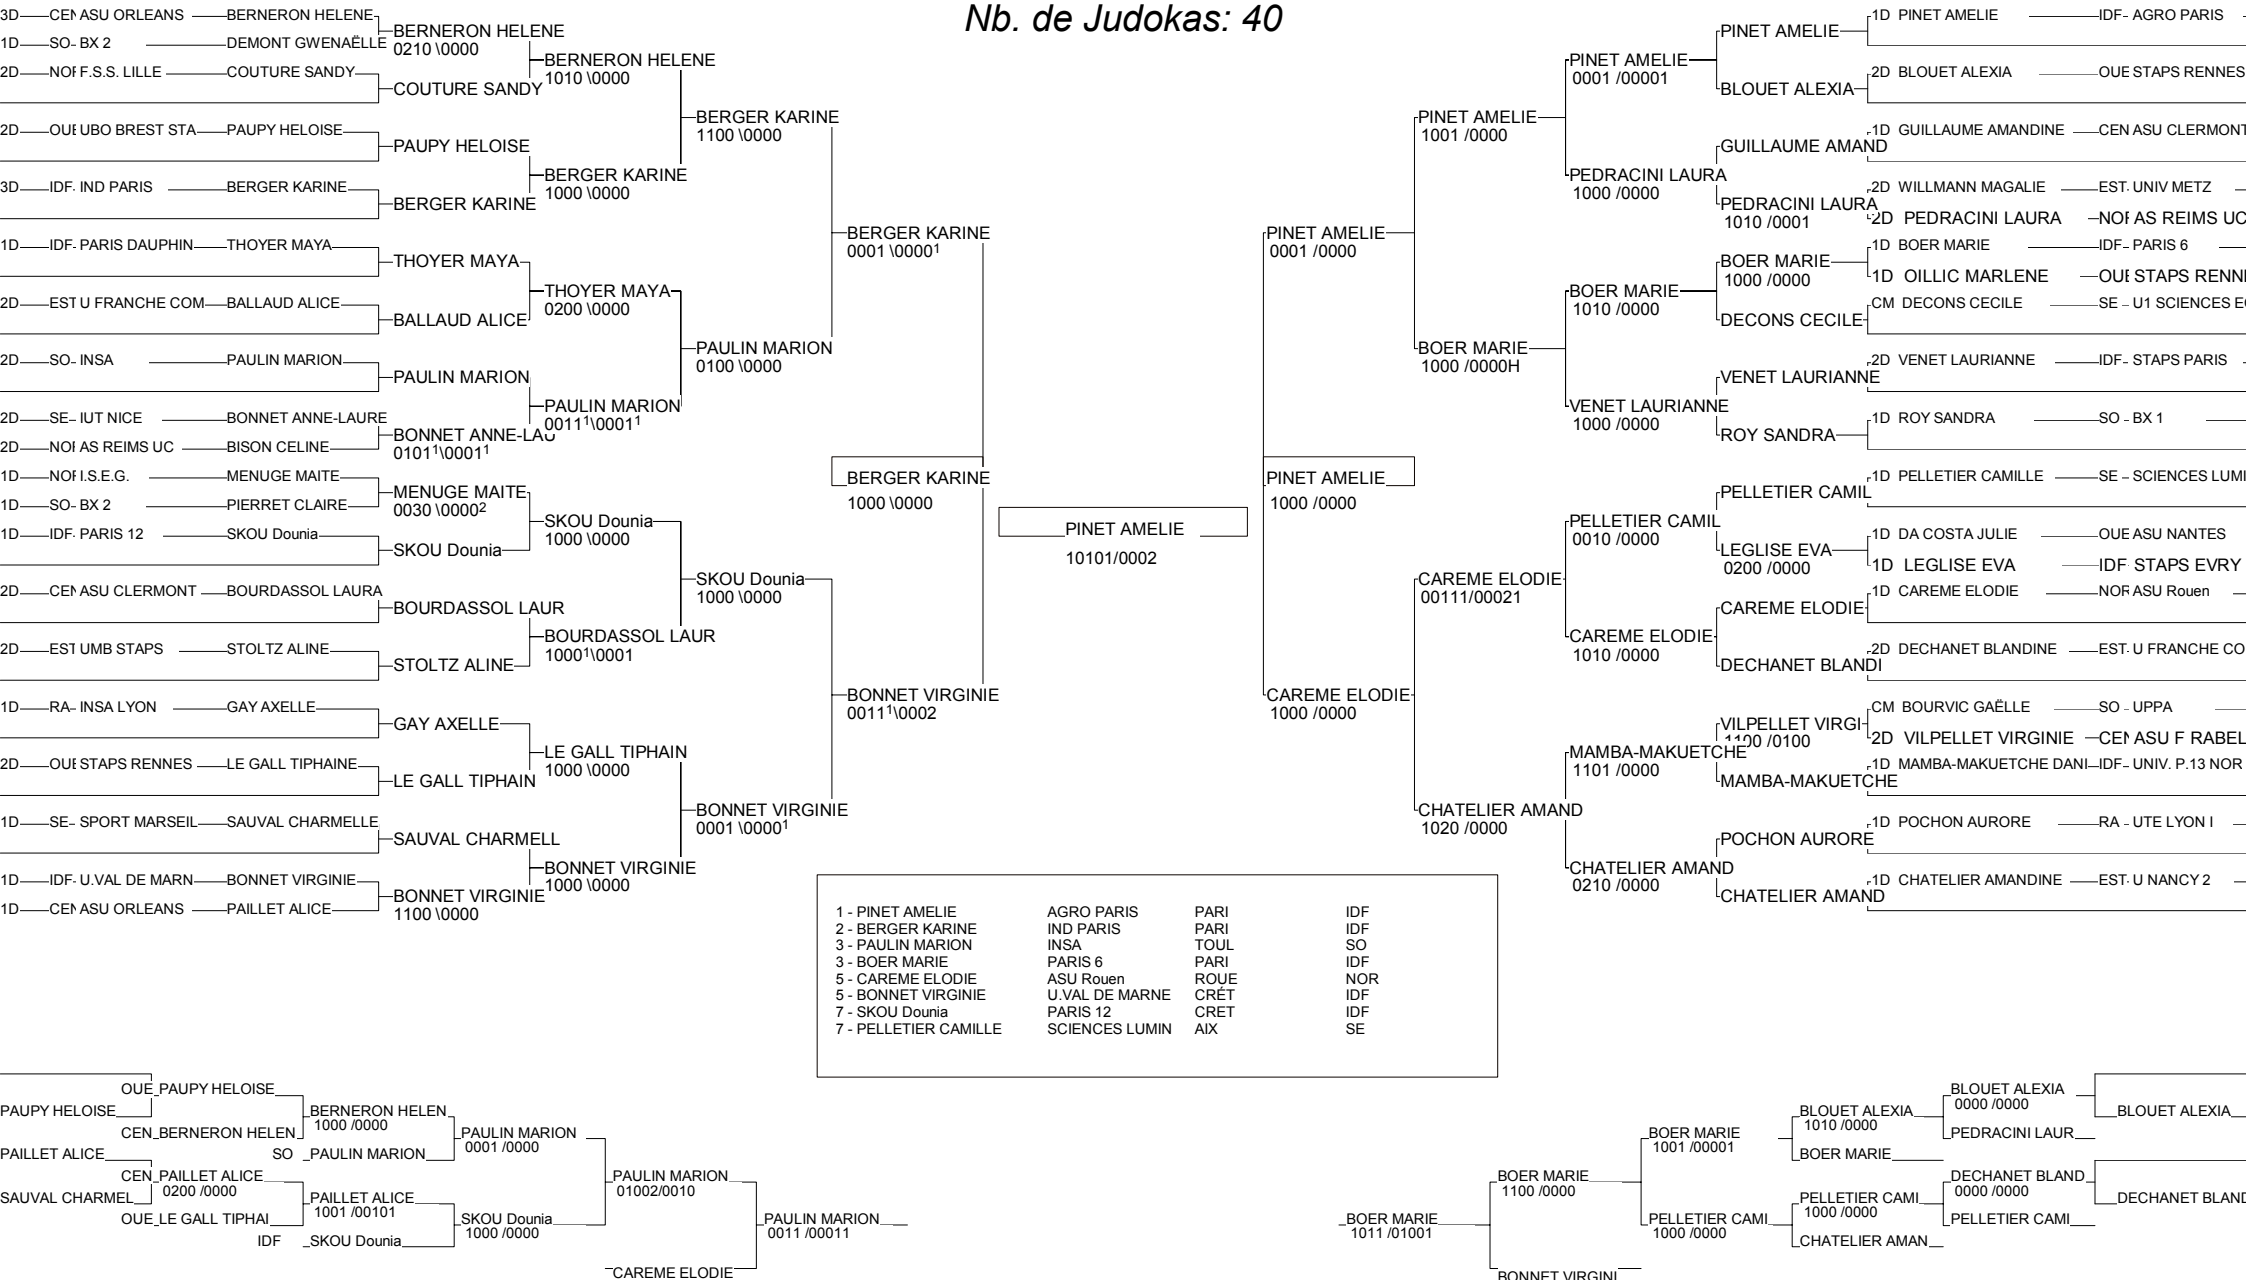 Nb. de Judokas: 40
3D CEN ASU ORLEANS BERNERON HELENE
1D SO BX 2 DEMONT GWENAËLLE
2D NOR F.S.S. LILLE COUTURE SANDY
2D OUE UBO BREST STA PAUPY HELOISE
3D IDF IND PARIS BERGER KARINE
1D IDF PARIS DAUPHIN THOYER MAYA
2D EST U FRANCHE COM BALLAUD ALICE
2D SO INSA PAULIN MARION
2D SE IUT NICE BONNET ANNE-LAURE
2D NOR AS REIMS UC BISON CELINE
1D NOR I.S.E.G. MENUGE MAITE
1D SO BX 2 PIERRET CLAIRE
1D IDF PARIS 12 SKOU Dounia
2D CEN ASU CLERMONT BOURDASSOL LAURA
2D EST UMB STAPS STOLTZ ALINE
1D RA INSA LYON GAY AXELLE
2D OUE STAPS RENNES LE GALL TIPHAINE
1D SE SPORT MARSEIL SAUVAL CHARMELLE
1D IDF U.VAL DE MARN BONNET VIRGINIE
1D CEN ASU ORLEANS PAILLET ALICE
BERNERON HELENE
0210 \0000
COUTURE SANDY
PAUPY HELOISE
BERGER KARINE
THOYER MAYA
BALLAUD ALICE
PAULIN MARION
BONNET ANNE-LAU
0101¹\0001¹
MENUGE MAITE
0030 \0000²
SKOU Dounia
BOURDASSOL LAUR
STOLTZ ALINE
GAY AXELLE
LE GALL TIPHAIN
SAUVAL CHARMELL
BONNET VIRGINIE
1100 \0000
BERNERON HELENE
1010 \0000
BERGER KARINE
1000 \0000
THOYER MAYA
0200 \0000
PAULIN MARION
0011¹\0001¹
SKOU Dounia
1000 \0000
BOURDASSOL LAUR
1000¹\0001
LE GALL TIPHAIN
1000 \0000
BONNET VIRGINIE
1000 \0000
BERGER KARINE
1100 \0000
PAULIN MARION
0100 \0000
SKOU Dounia
1000 \0000
BONNET VIRGINIE
0001 \0000¹
BERGER KARINE
0001 \0000¹
BONNET VIRGINIE
0011¹\0002
BERGER KARINE
1000 \0000
PINET AMELIE
10101/0002
PINET AMELIE
1000 /0000
PINET AMELIE
0001 /0000
CAREME ELODIE
1000 /0000
PINET AMELIE
1001 /0000
BOER MARIE
1000 /0000H
CAREME ELODIE
00111/00021
CHATELIER AMAND
1020 /0000
PINET AMELIE
0001 /00001
PEDRACINI LAURA
1000 /0000
BOER MARIE
1010 /0000
VENET LAURIANNE
1000 /0000
PELLETIER CAMIL
0010 /0000
CAREME ELODIE
1010 /0000
MAMBA-MAKUETCHE
1101 /0000
CHATELIER AMAND
0210 /0000
PINET AMELIE
BLOUET ALEXIA
GUILLAUME AMAND
PEDRACINI LAURA
1010 /0001
BOER MARIE
1000 /0000
DECONS CECILE
VENET LAURIANNE
ROY SANDRA
PELLETIER CAMIL
LEGLISE EVA
0200 /0000
CAREME ELODIE
DECHANET BLANDI
VILPELLET VIRGI
1100 /0100
MAMBA-MAKUETCHE
POCHON AURORE
CHATELIER AMAND
1D PINET AMELIE IDF AGRO PARIS
2D BLOUET ALEXIA OUE STAPS RENNES
1D GUILLAUME AMANDINE CEN ASU CLERMONT
2D WILLMANN MAGALIE EST UNIV METZ
2D PEDRACINI LAURA NOR AS REIMS UC
1D BOER MARIE IDF PARIS 6
1D OILLIC MARLENE OUE STAPS RENN
CM DECONS CECILE SE U1 SCIENCES E
2D VENET LAURIANNE IDF STAPS PARIS
1D ROY SANDRA SO BX 1
1D PELLETIER CAMILLE SE SCIENCES LUM
1D DA COSTA JULIE OUE ASU NANTES
1D LEGLISE EVA IDF STAPS EVRY
1D CAREME ELODIE NOR ASU Rouen
2D DECHANET BLANDINE EST U FRANCHE CO
CM BOURVIC GAËLLE SO UPPA
2D VILPELLET VIRGINIE CEN ASU F RABEL
1D MAMBA-MAKUETCHE DANI IDF UNIV. P.13 NOR
1D POCHON AURORE RA UTE LYON I
1D CHATELIER AMANDINE EST U NANCY 2
1 - PINET AMELIE AGRO PARIS PARI IDF
2 - BERGER KARINE IND PARIS PARI IDF
3 - PAULIN MARION INSA TOUL SO
3 - BOER MARIE PARIS 6 PARI IDF
5 - CAREME ELODIE ASU Rouen ROUE NOR
5 - BONNET VIRGINIE U.VAL DE MARNE CRÉT IDF
7 - SKOU Dounia PARIS 12 CRET IDF
7 - PELLETIER CAMILLE SCIENCES LUMIN AIX SE
PAUPY HELOISE
PAILLET ALICE
SAUVAL CHARMEL
OUE PAUPY HELOISE
CEN BERNERON HELEN
SO PAULIN MARION
CEN PAILLET ALICE
0200 /0000
OUE LE GALL TIPHAI
IDF SKOU Dounia
BERNERON HELEN
1000 /0000
PAILLET ALICE
1001 /00101
PAULIN MARION
0001 /0000
SKOU Dounia
1000 /0000
PAULIN MARION
01002/0010
CAREME ELODIE
PAULIN MARION
0011 /00011
BOER MARIE
1011 /01001
BOER MARIE
1100 /0000
BONNET VIRGINI
BOER MARIE
1001 /00001
PELLETIER CAMI
1000 /0000
BLOUET ALEXIA
1010 /0000
BOER MARIE
PELLETIER CAMI
1000 /0000
CHATELIER AMAN
BLOUET ALEXIA
0000 /0000
PEDRACINI LAUR
DECHANET BLAND
0000 /0000
PELLETIER CAMI
BLOUET ALEXIA
DECHANET BLAND